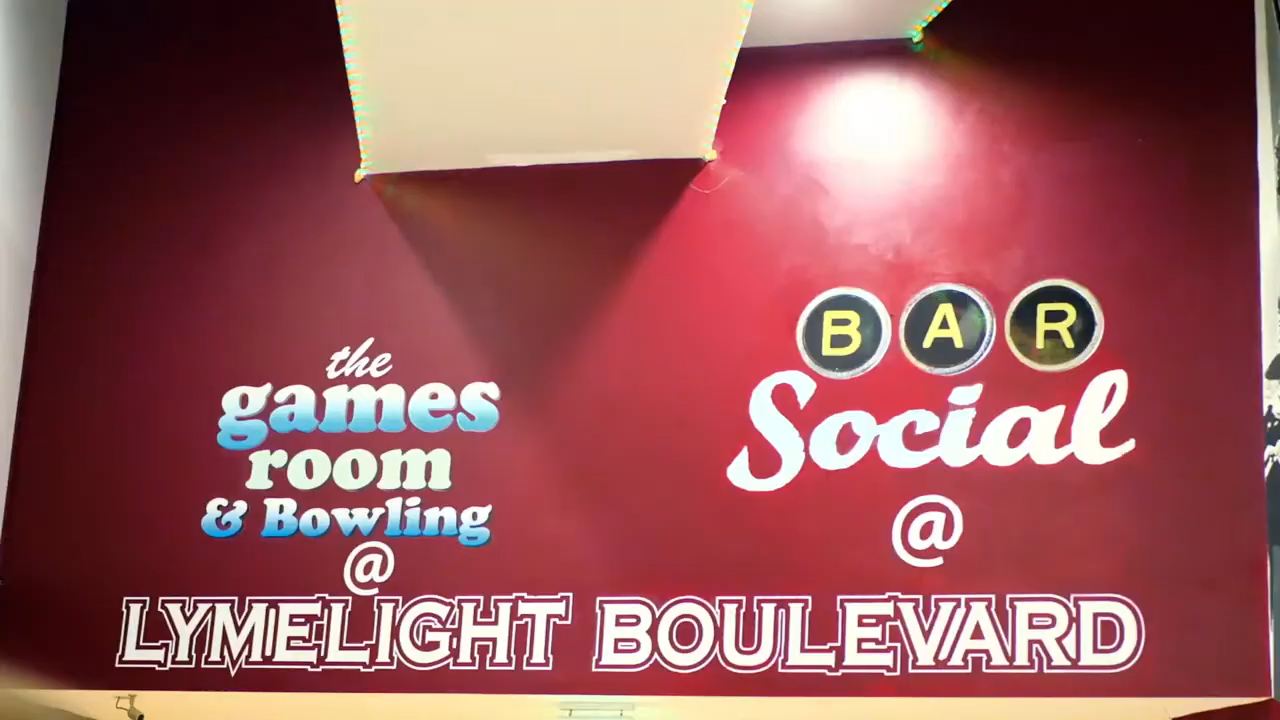 the
games
room
& Bowling
@
BAR
Social
@
LYMELIGHT BOULEVARD